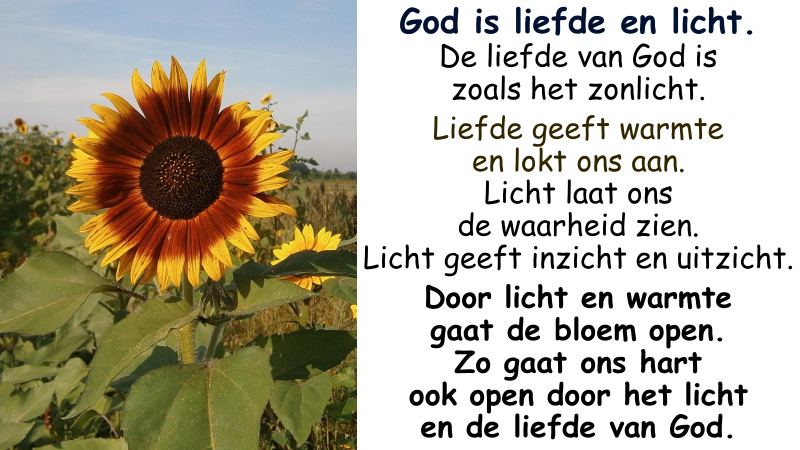 God is liefde en licht.
De liefde van God is
zoals het zonlicht.
Liefde geeft warmte
en lokt ons aan.
Licht laat ons
de waarheid zien.
Licht geeft inzicht en uitzicht.
Door licht en warmte
gaat de bloem open.
Zo gaat ons hart
ook open door het licht
en de liefde van God.